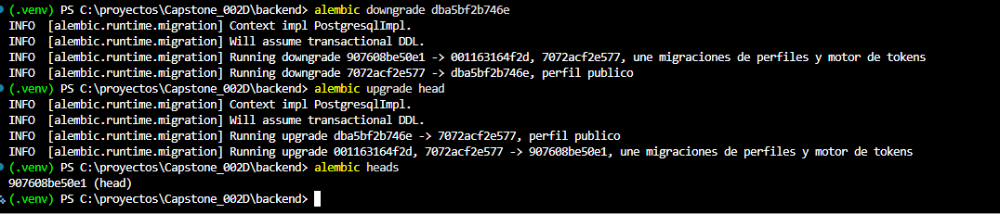 (.venv) PS C:\proyectos\Capstone_002D\backend> alembic downgrade dba5bf2b746e
INFO  [alembic.runtime.migration] Context impl PostgresqlImpl.
INFO  [alembic.runtime.migration] Will assume transactional DDL.
INFO  [alembic.runtime.migration] Running downgrade 907608be50e1 -> 001163164f2d, 7072acf2e577, une migraciones de perfiles y motor de tokens
INFO  [alembic.runtime.migration] Running downgrade 7072acf2e577 -> dba5bf2b746e, perfil publico
(.venv) PS C:\proyectos\Capstone_002D\backend> alembic upgrade head
INFO  [alembic.runtime.migration] Context impl PostgresqlImpl.
INFO  [alembic.runtime.migration] Will assume transactional DDL.
INFO  [alembic.runtime.migration] Running upgrade dba5bf2b746e -> 7072acf2e577, perfil publico
INFO  [alembic.runtime.migration] Running upgrade 001163164f2d, 7072acf2e577 -> 907608be50e1, une migraciones de perfiles y motor de tokens
(.venv) PS C:\proyectos\Capstone_002D\backend> alembic heads
907608be50e1 (head)
(.venv) PS C:\proyectos\Capstone_002D\backend>